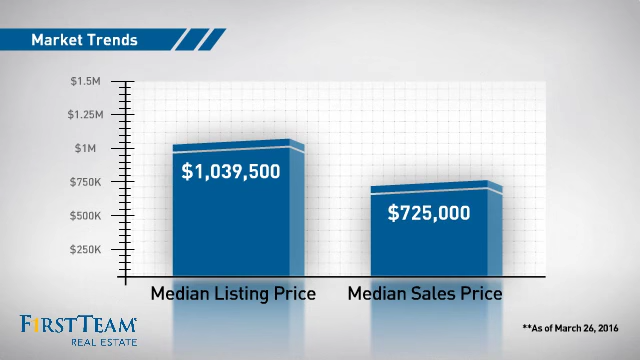 Market Trends
$1.5M
$1.25M
$1M
$750K
$500K
$250K
$1,039,500
$725,000
Median Listing Price
Median Sales Price
FIRSTTEAM®
REAL ESTATE
**As of March 26, 2016